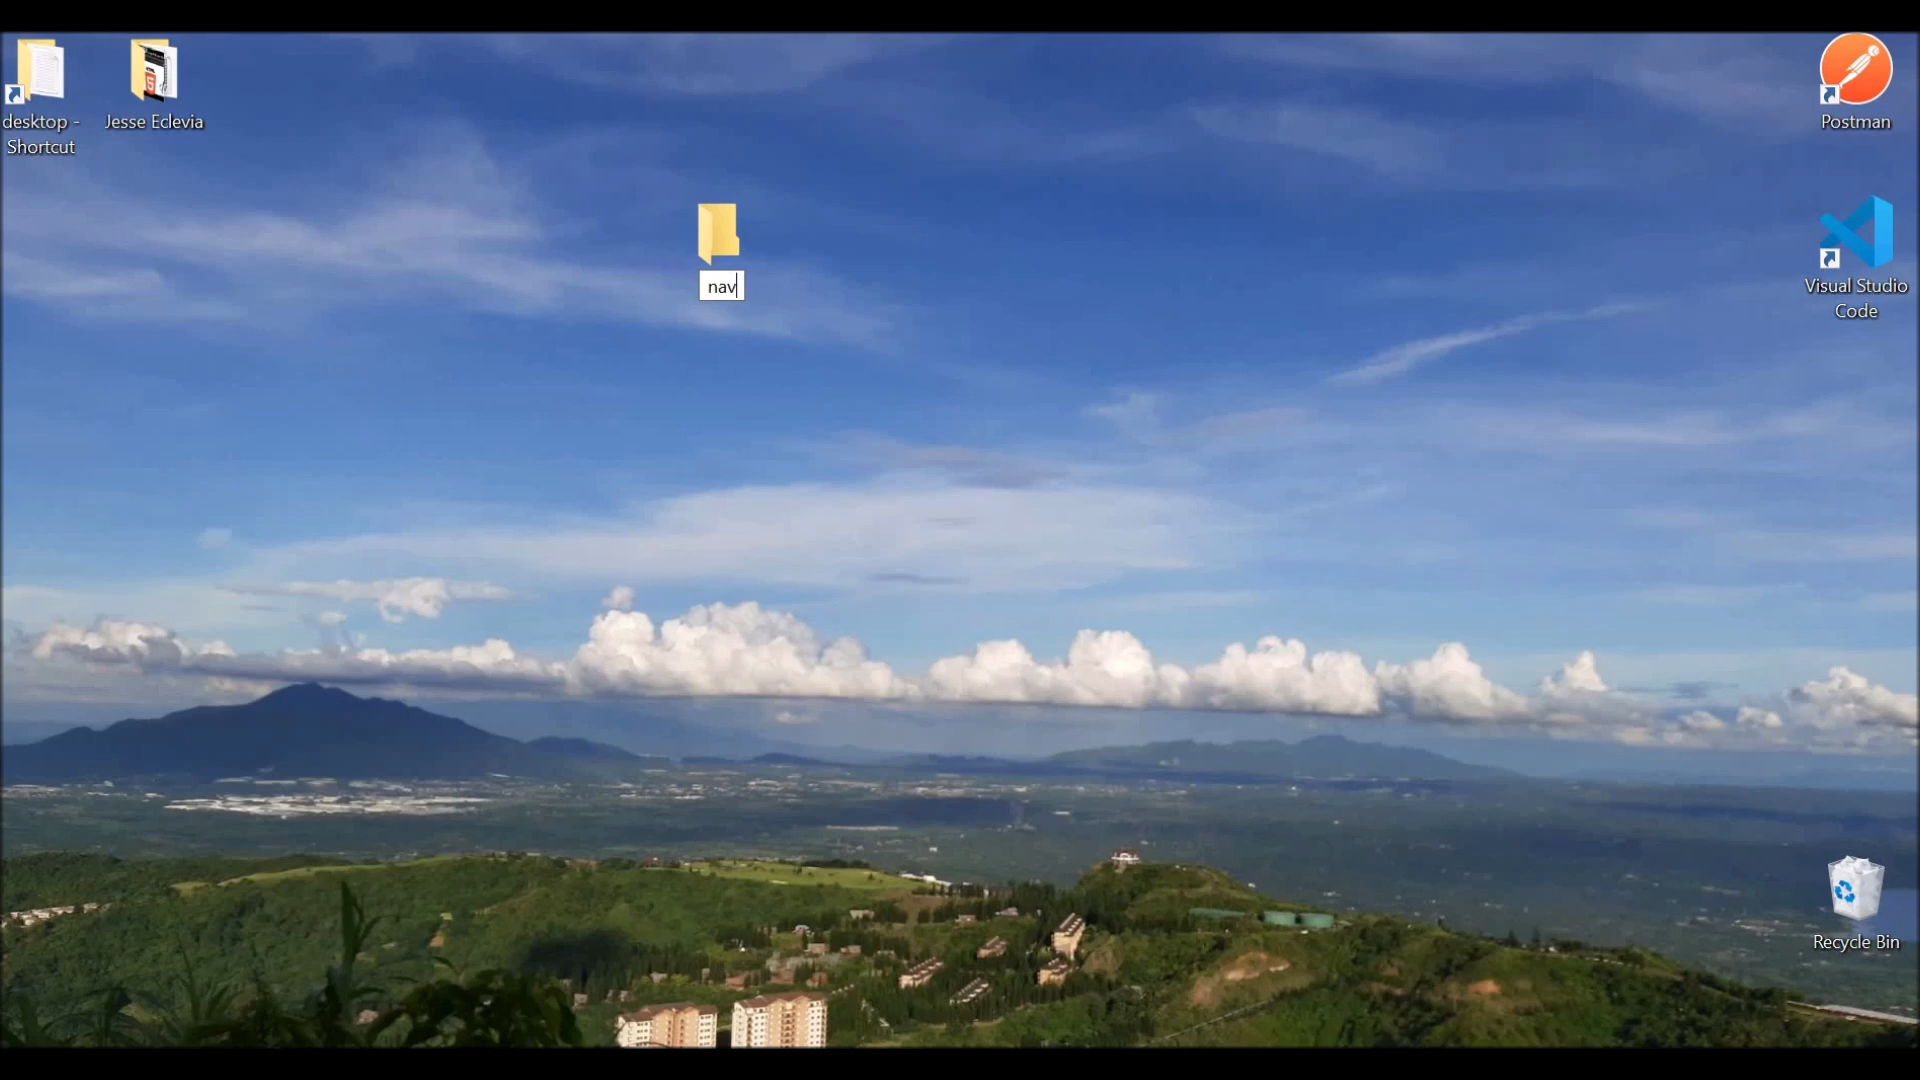 desktop -
Shortcut
Jesse Eclevia
nav
Postman
Visual Studio
Code
Recycle Bin